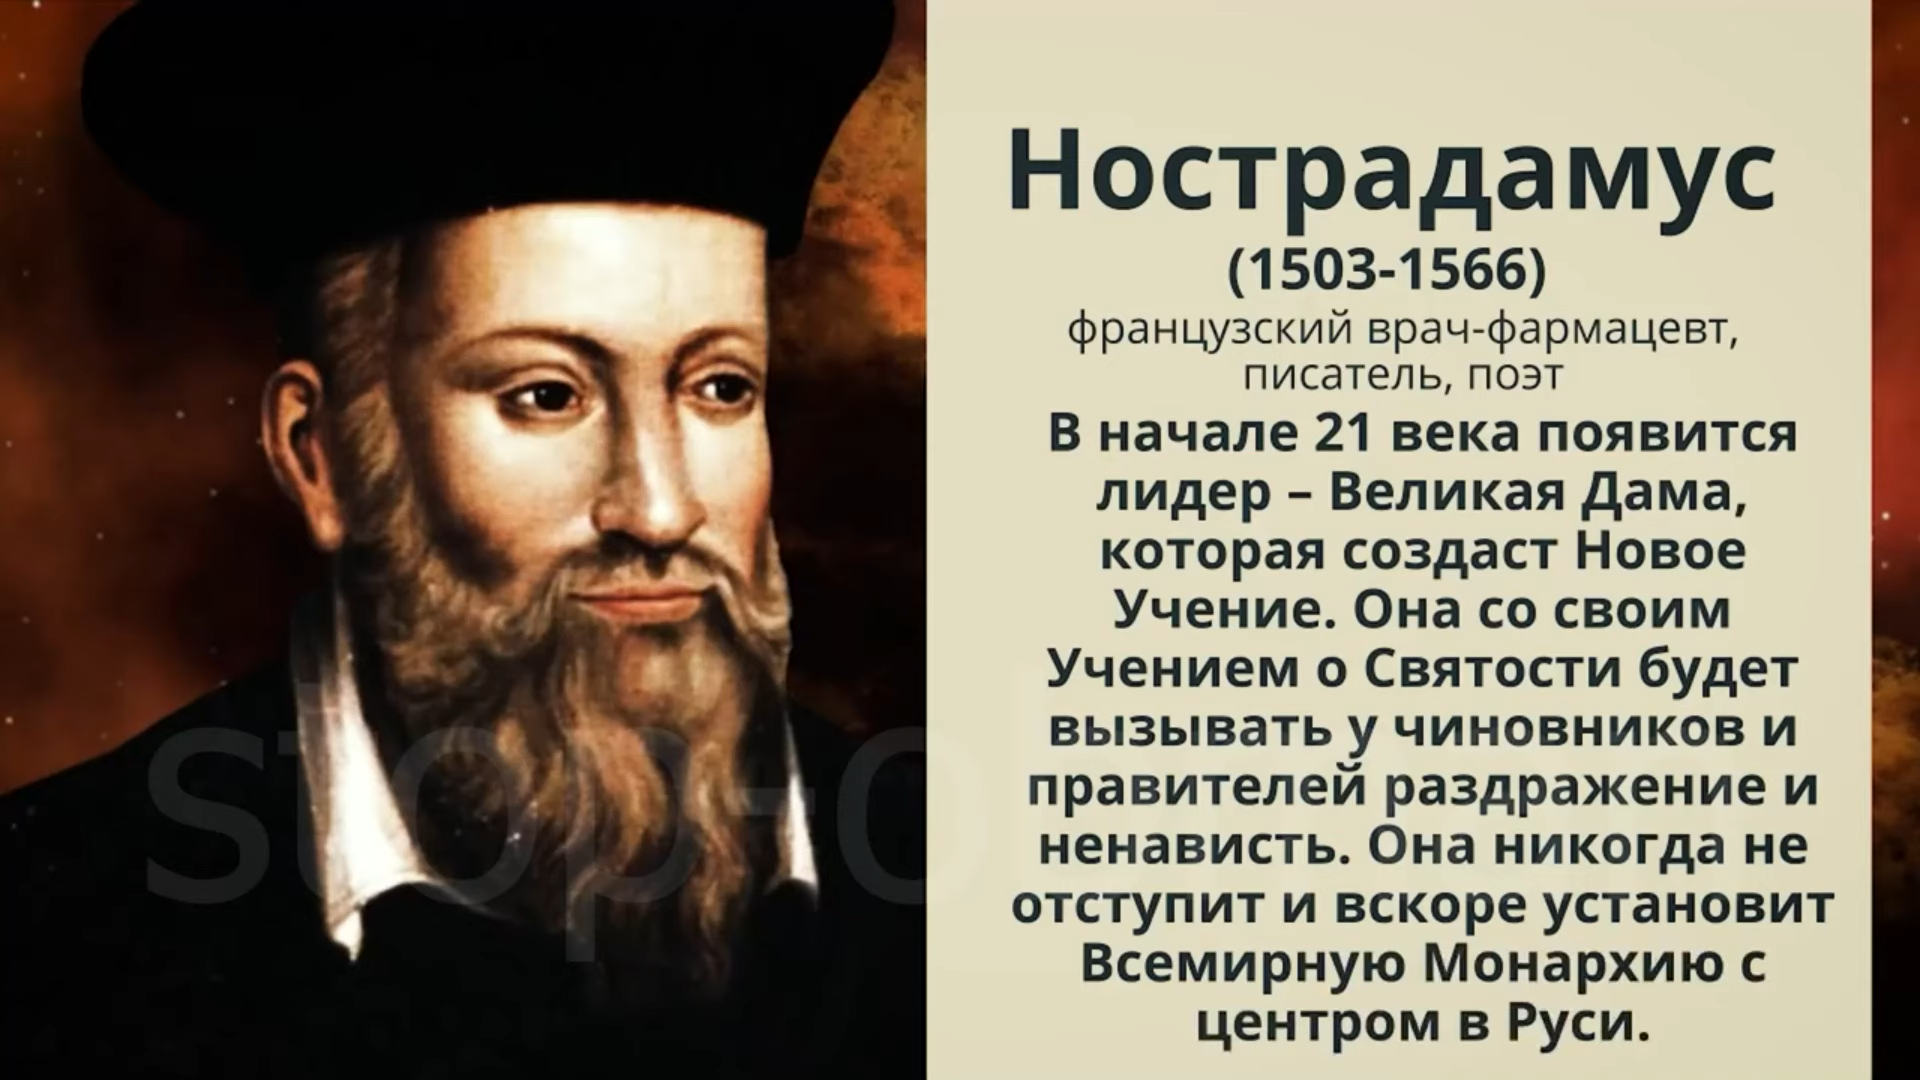 Нострадамус
(1503-1566)
французский врач-фармацевт,
писатель, поэт
В начале 21 века появится
лидер – Великая Дама,
которая создаст Новое
Учение. Она со своим
Учением о Святости будет
вызывать у чиновников и
правителей раздражение и
ненависть. Она никогда не
отступит и вскоре установит
Всемирную Монархию с
центром в Руси.